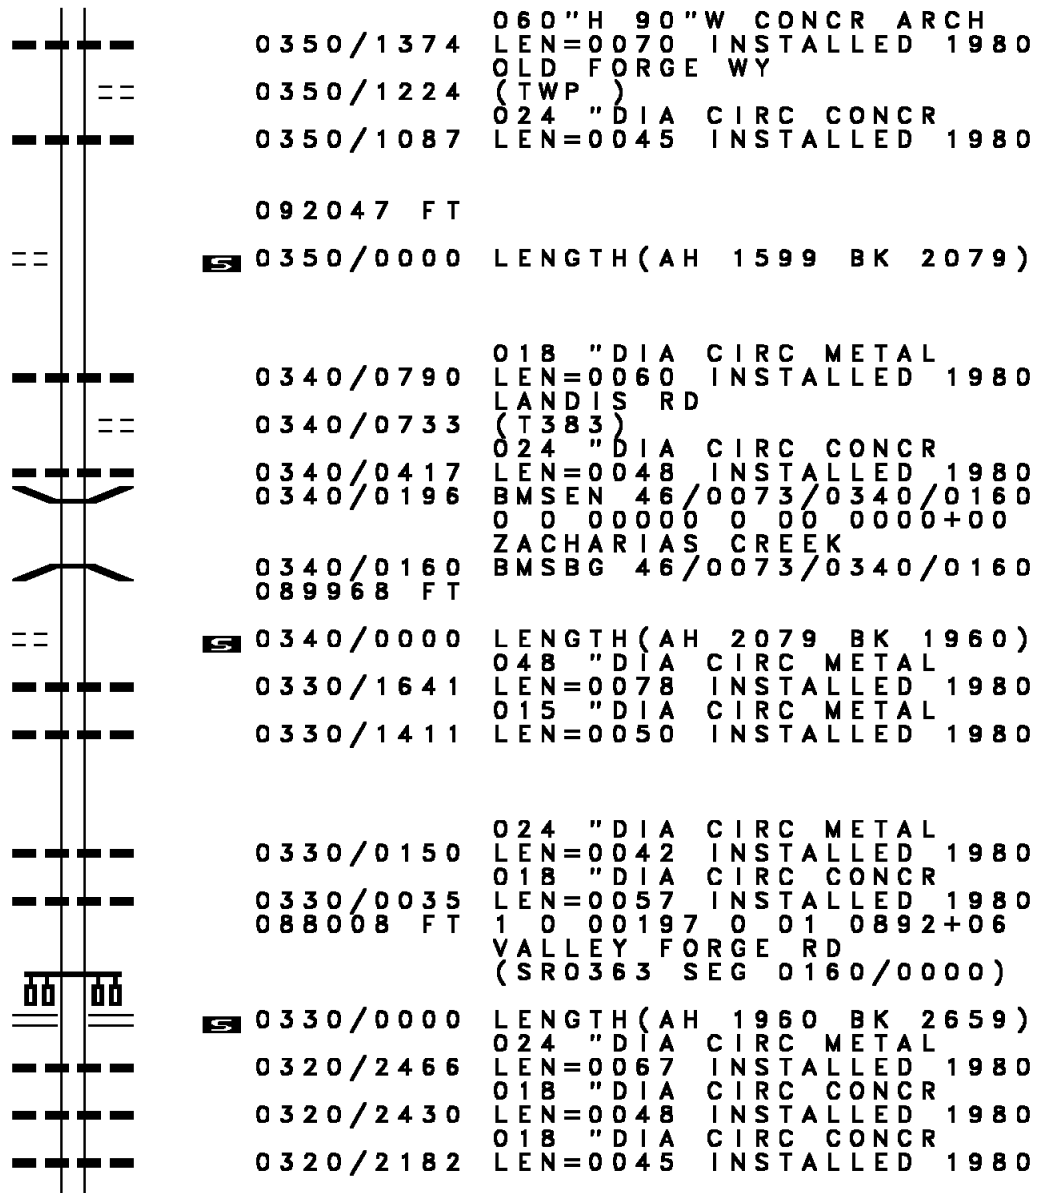 060"H 90"W CONCR ARCH
0350/1374 LEN=0070 INSTALLED 1980
OLD FORGE WY
0350/1224 (TWP )
024 "DIA CIRC CONCR
0350/1087 LEN=0045 INSTALLED 1980
092047 FT
S 0350/0000 LENGTH(AH 1599 BK 2079)
018 "DIA CIRC METAL
0340/0790 LEN=0060 INSTALLED 1980
LANDIS RD
0340/0733 (T383)
024 "DIA CIRC CONCR
0340/0417 LEN=0048 INSTALLED 1980
0340/0196 BMSEN 46/0073/0340/0160
0 0 00000 0 00 0000+00
ZACHARIAS CREEK
0340/0160 BMSBG 46/0073/0340/0160
089968 FT
S 0340/0000 LENGTH(AH 2079 BK 1960)
048 "DIA CIRC METAL
0330/1641 LEN=0078 INSTALLED 1980
015 "DIA CIRC METAL
0330/1411 LEN=0050 INSTALLED 1980
024 "DIA CIRC METAL
0330/0150 LEN=0042 INSTALLED 1980
018 "DIA CIRC CONCR
0330/0035 LEN=0057 INSTALLED 1980
088008 FT 1 0 00197 0 01 0892+06
VALLEY FORGE RD
(SR0363 SEG 0160/0000)
S 0330/0000 LENGTH(AH 1960 BK 2659)
024 "DIA CIRC METAL
0320/2466 LEN=0067 INSTALLED 1980
018 "DIA CIRC CONCR
0320/2430 LEN=0048 INSTALLED 1980
018 "DIA CIRC CONCR
0320/2182 LEN=0045 INSTALLED 1980